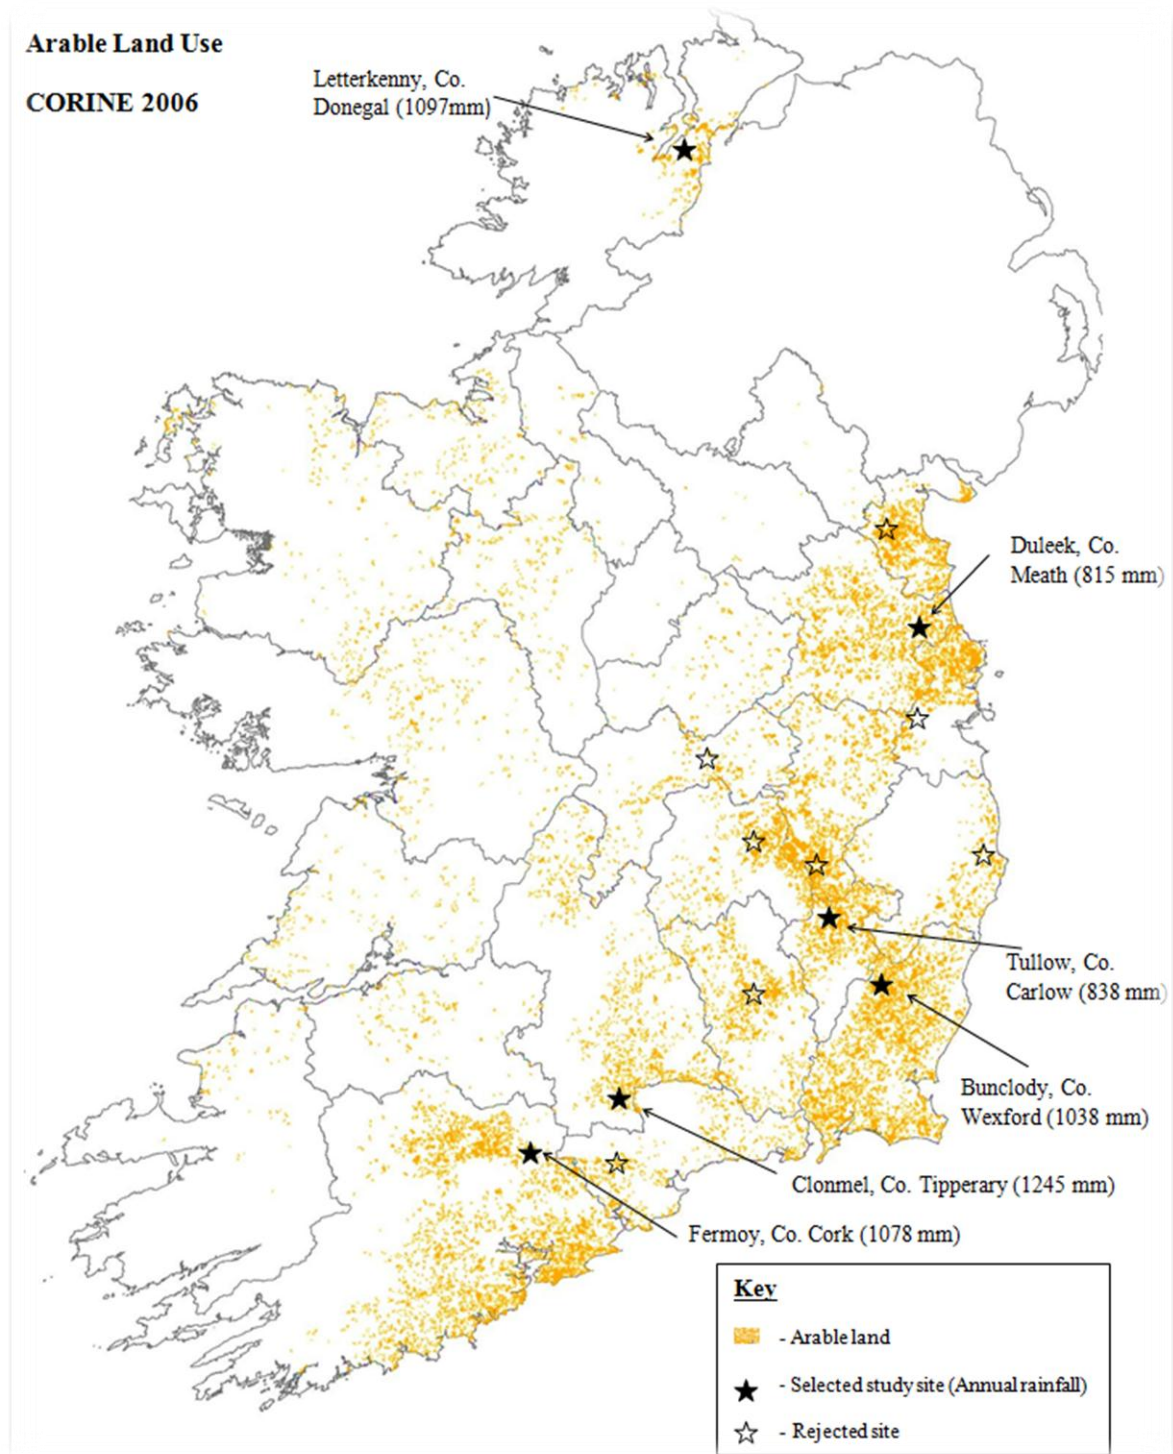 Arable Land Use
CORINE 2006
Letterkenny, Co.
Donegal (1097mm)
Duleek, Co.
Meath (815 mm)
Tullow, Co.
Carlow (838 mm)
Bunclody, Co.
Wexford (1038 mm)
Clonmel, Co. Tipperary (1245 mm)
Fermoy, Co. Cork (1078 mm)
Key
- Arable land
- Selected study site (Annual rainfall)
- Rejected site